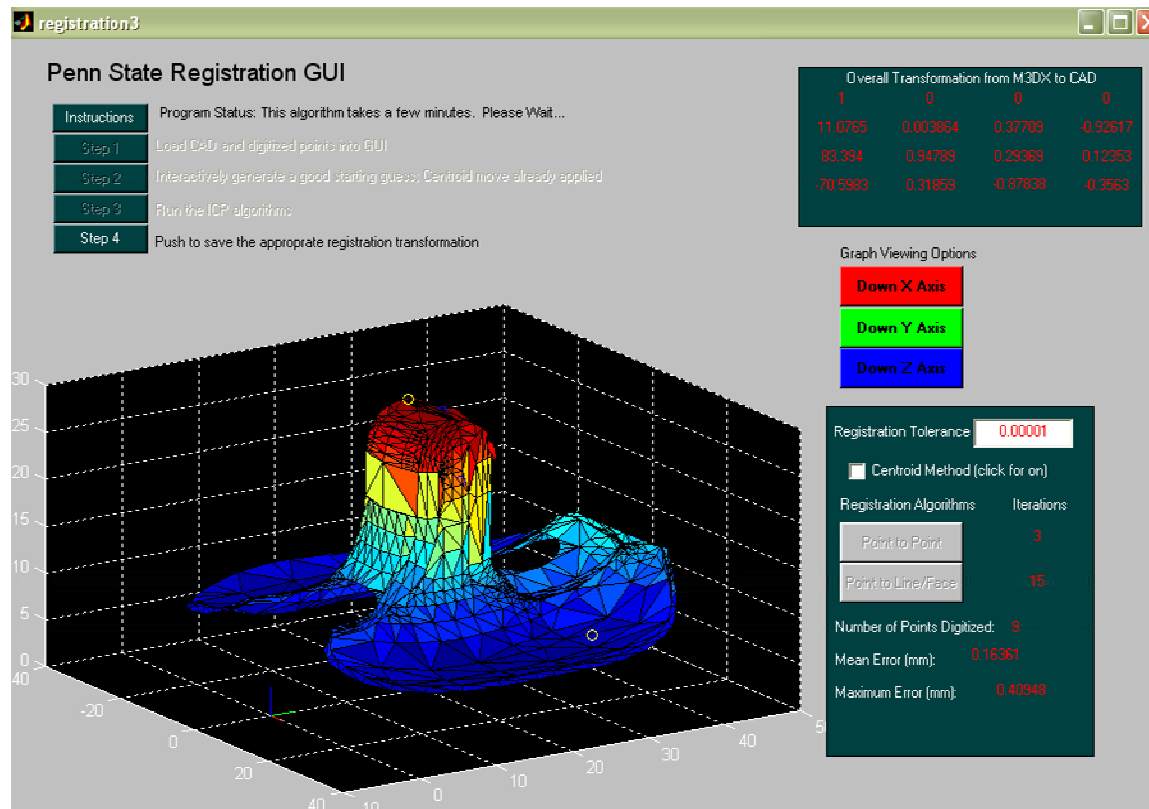 registration3
Penn State Registration GUI
Instructions
Program Status: This algorithm takes a few minutes. Please Wait...
Step 1
Load CAD and digitized points into GUI
Step 2
Interactively generate a good starting guess; Centroid move already applied
Step 3
Run the ICP algorithms
Step 4
Push to save the approprate registration transformation
Overall Transformation from M3DX to CAD
1 0 0 0
11.0765 0.003864 0.37709 -0.92617
83.394 0.94789 0.29369 0.12353
-70.5983 0.31859 -0.87838 -0.3563
Graph Viewing Options
Down X Axis
Down Y Axis
Down Z Axis
Registration Tolerance 0.00001
Centroid Method (click for on)
Registration Algorithms Iterations
Point to Point 3
Point to Line/Face 15
Number of Points Digitized: 9
Mean Error (mm): 0.16361
Maximum Error (mm): 0.40948
30
25
20
15
10
5
0
-20
0
20
40
0
10
20
30
40